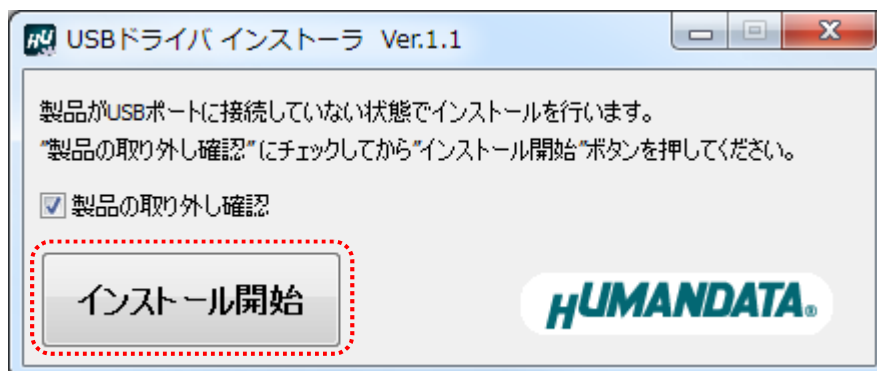 USBドライバ インストーラ Ver.1.1
製品がUSBポートに接続していない状態でインストールを行います。
"製品の取り外し確認"にチェックしてから"インストール開始"ボタンを押してください。
製品の取り外し確認
インストール開始
HUMANDATA®